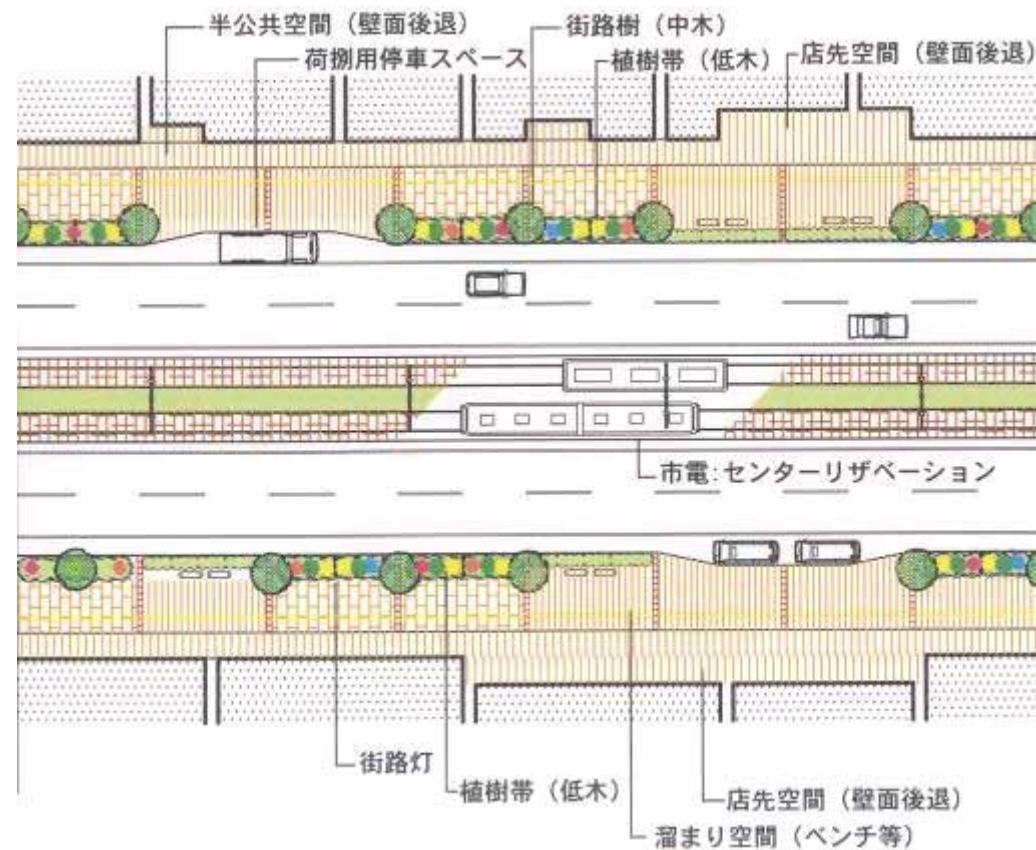 半公共空間（壁面後退）
街路樹（中木）
荷捌用停車スペース
植樹帯（低木）
店先空間（壁面後退）
市電:センターリザベーション
街路灯
植樹帯（低木）
店先空間（壁面後退）
溜まり空間（ベンチ等）